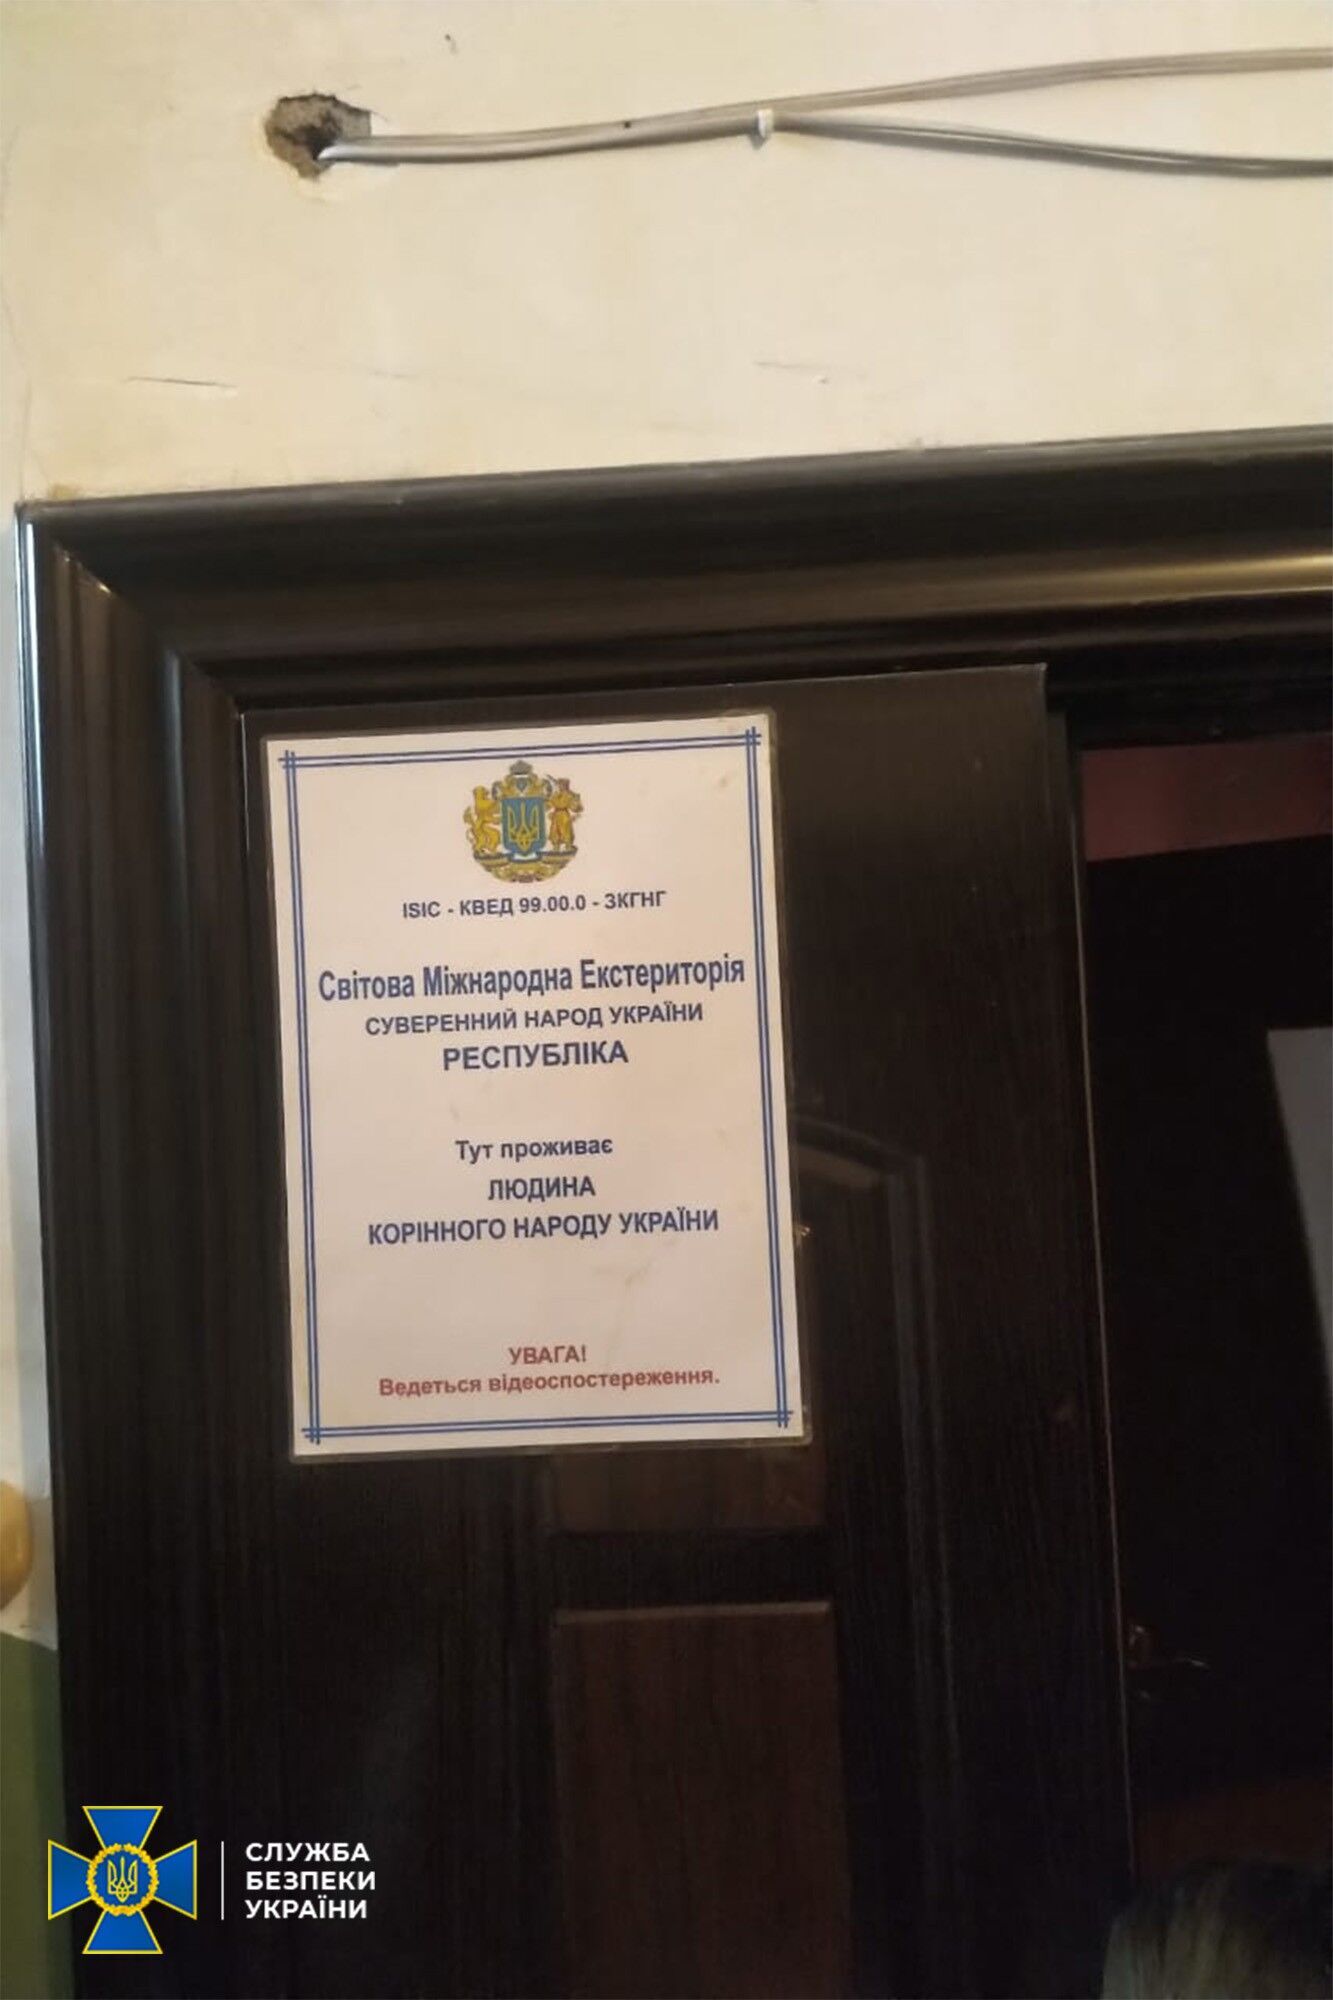 ISIC - КВЕД 99.00.0 - ЗКГНГ
Світова Міжнародна Екстериторія
СУВЕРЕННИЙ НАРОД УКРАЇНИ
РЕСПУБЛІКА
Тут проживає
ЛЮДИНА
КОРІННОГО НАРОДУ УКРАЇНИ
УВАГА!
Ведеться відеоспостереження.
СЛУЖБА
БЕЗПЕКИ
УКРАЇНИ